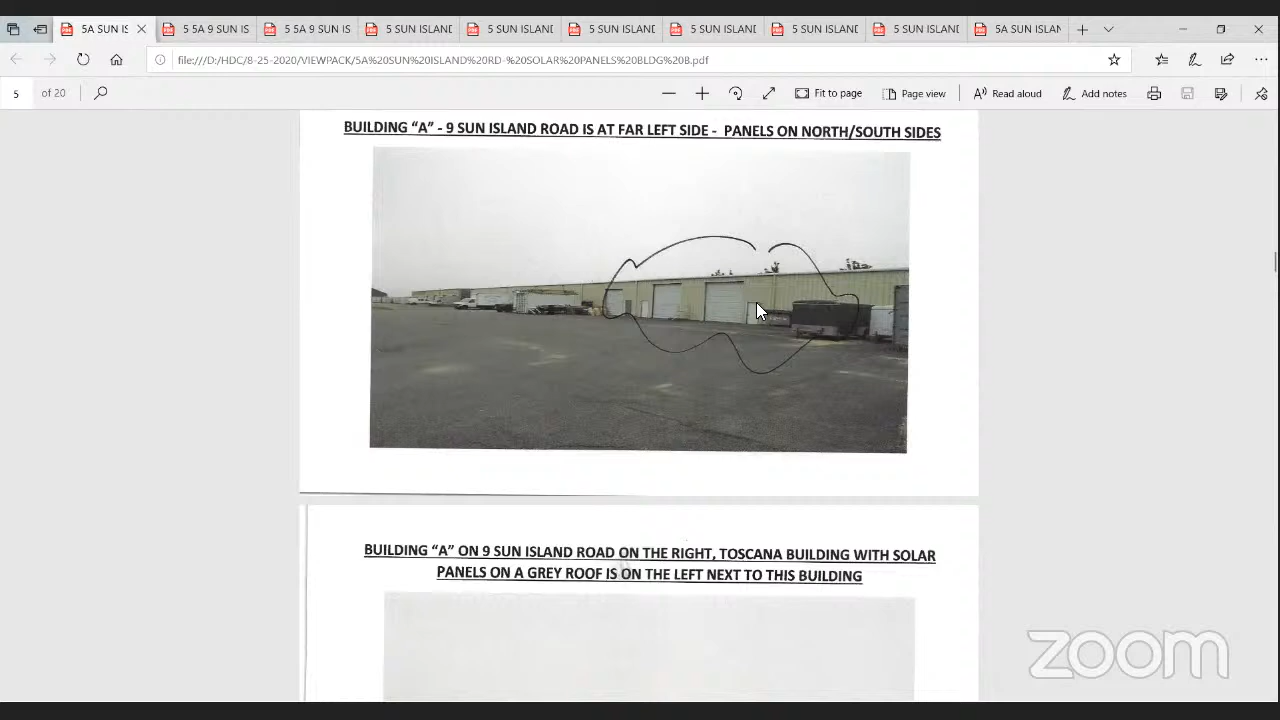 5A SUN IS
5 5A 9 SUN IS
5 5A 9 SUN IS
5 SUN ISLAND
5 SUN ISLAND
5 SUN ISLAND
5 SUN ISLAND
5 SUN ISLAND
5 SUN ISLAND
5A SUN ISLAN
file:///D:/HDC/8-25-2020/VIEWPACK/5A%20SUN%20ISLAND%20RD-%20SOLAR%20PANELS%20BLDG%20B.pdf
5 of 20
Fit to page
Page view
Read aloud
Add notes
BUILDING “A” - 9 SUN ISLAND ROAD IS AT FAR LEFT SIDE - PANELS ON NORTH/SOUTH SIDES
BUILDING “A” ON 9 SUN ISLAND ROAD ON THE RIGHT, TOSCANA BUILDING WITH SOLAR
PANELS ON A GREY ROOF IS ON THE LEFT NEXT TO THIS BUILDING
zoom